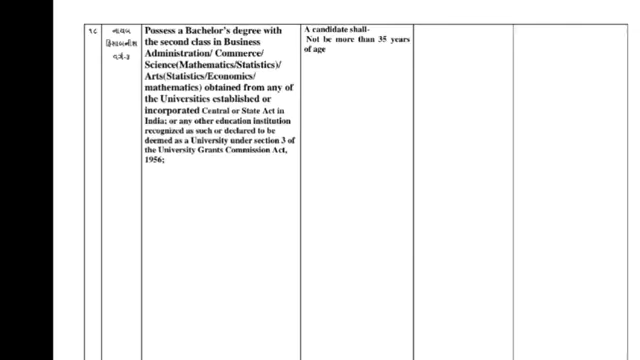 ૧૮
નાયબ
હિસાબનીશ
વર્ગ-૩
Possess a Bachelor's degree with
the second class in Business
Administration/ Commerce/
Science(Mathematics/Statistics)/
Arts(Statistics/Economics/
mathematics) obtained from any of
the Universities established or
incorporated Central or State Act in
India; or any other education institution
recognized as such or declared to be
deemed as a University under section 3 of
the University Grants Commission Act,
1956;
A candidate shall-
Not be more than 35 years
of age